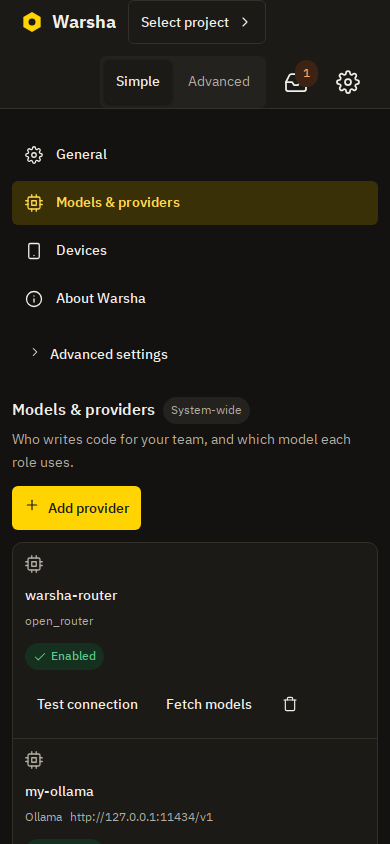 Warsha
Select project
Simple
Advanced
1
General
Models & providers
Devices
About Warsha
Advanced settings
Models & providers
System-wide
Who writes code for your team, and which model each
role uses.
Add provider
warsha-router
open_router
Enabled
Test connection
Fetch models
my-ollama
Ollama http://127.0.0.1:11434/v1